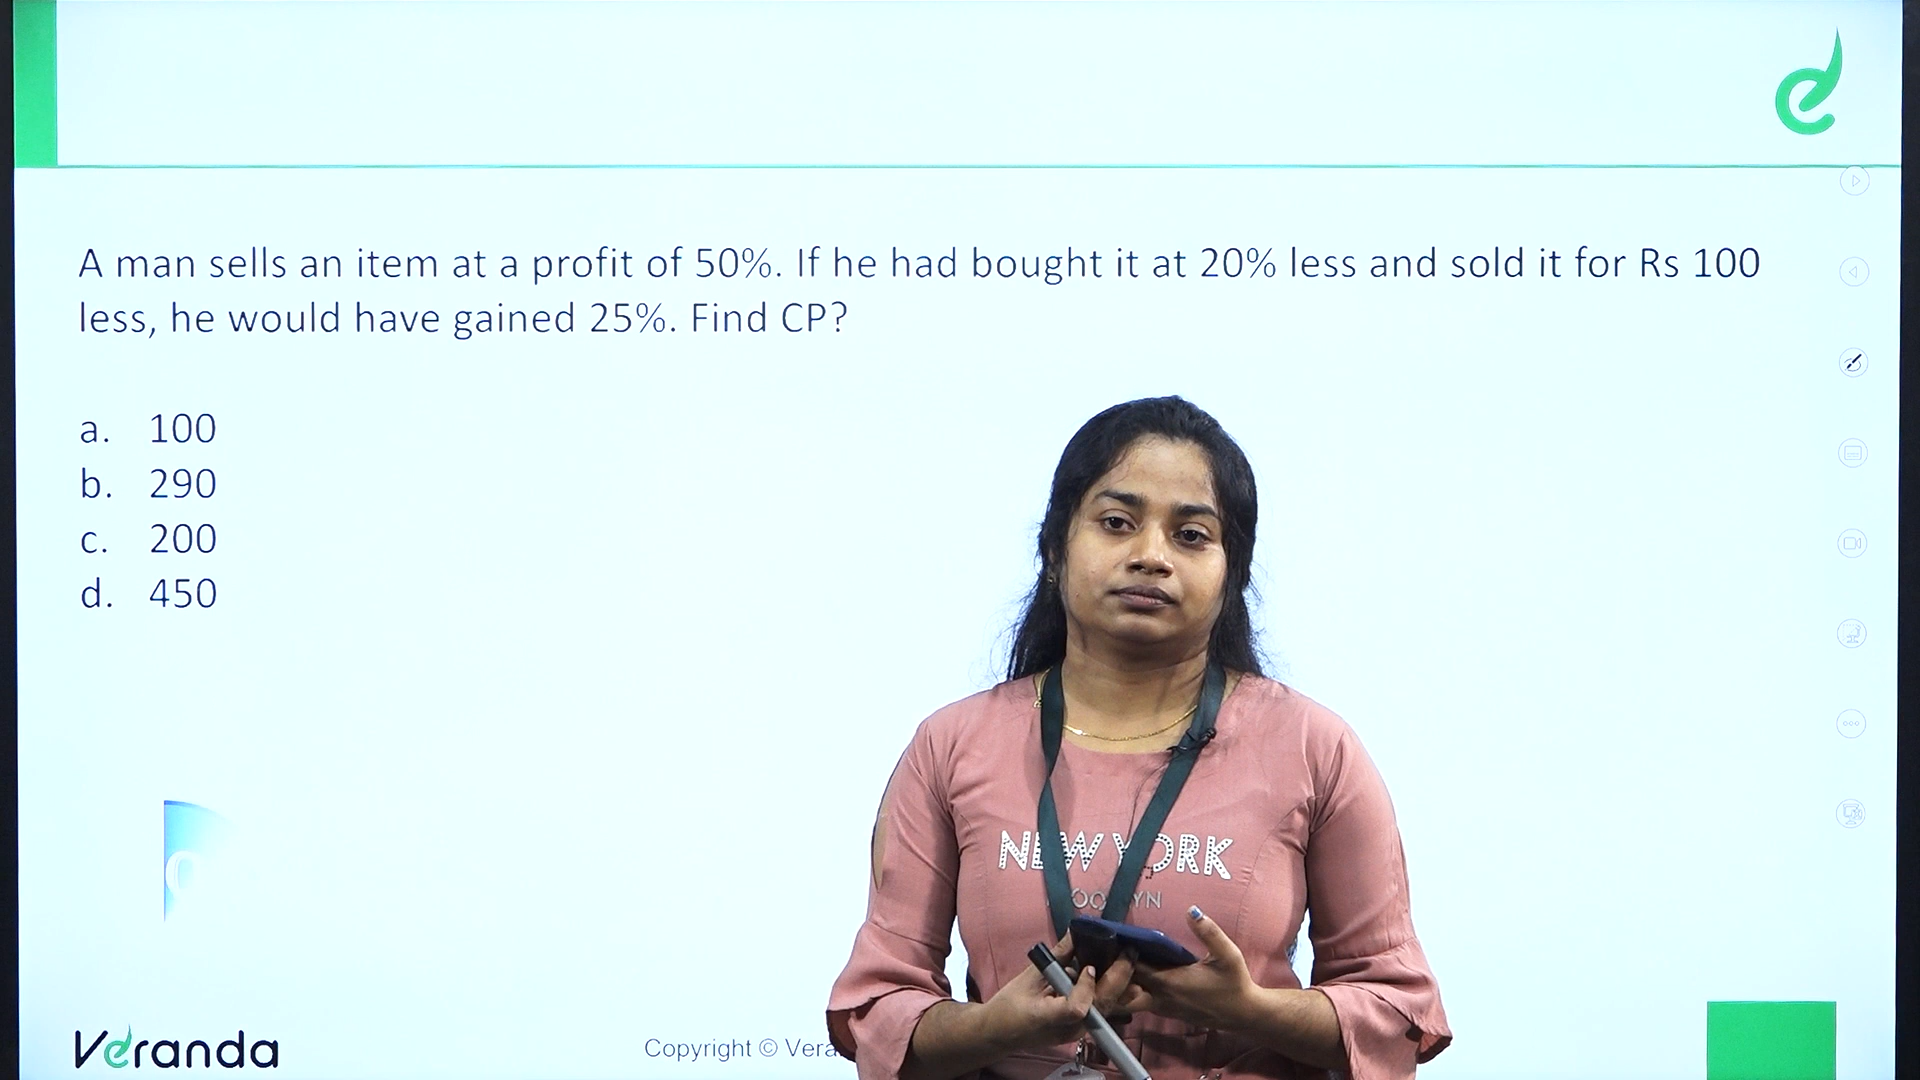 A man sells an item at a profit of 50%. If he had bought it at 20% less and sold it for Rs 100
less, he would have gained 25%. Find CP?
a. 100
b. 290
c. 200
d. 450
NEW YORK
Veranda
Copyright ©